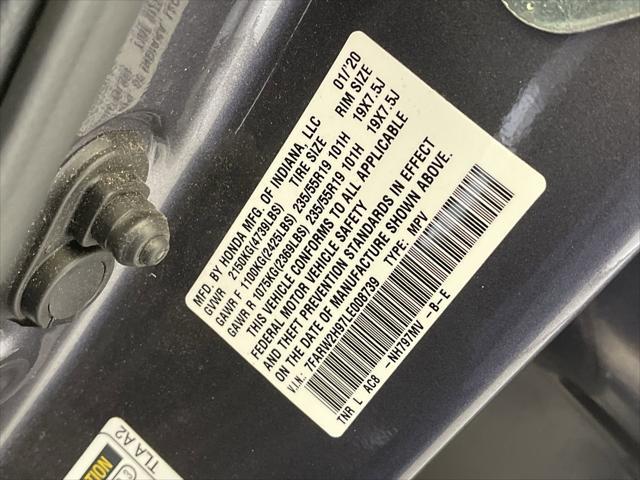 MFD. BY HONDA MFG. OF INDIANA, LLC 01/'20
GVWR 2150KG(4739LBS) TIRE SIZE RIM SIZE
GAWR F 1100KG(2425LBS) 235/55R19 101H 19X7.5J
GAWR R 1075KG(2369LBS) 235/55R19 101H 19X7.5J
THIS VEHICLE CONFORMS TO ALL APPLICABLE
FEDERAL MOTOR VEHICLE SAFETY
AND THEFT PREVENTION STANDARDS IN EFFECT
ON THE DATE OF MANUFACTURE SHOWN ABOVE.
V.I.N.: 7FARW2H97LE008739 TYPE: MPV
TNR L AC8 -NH797MV -B-E
TLA A2